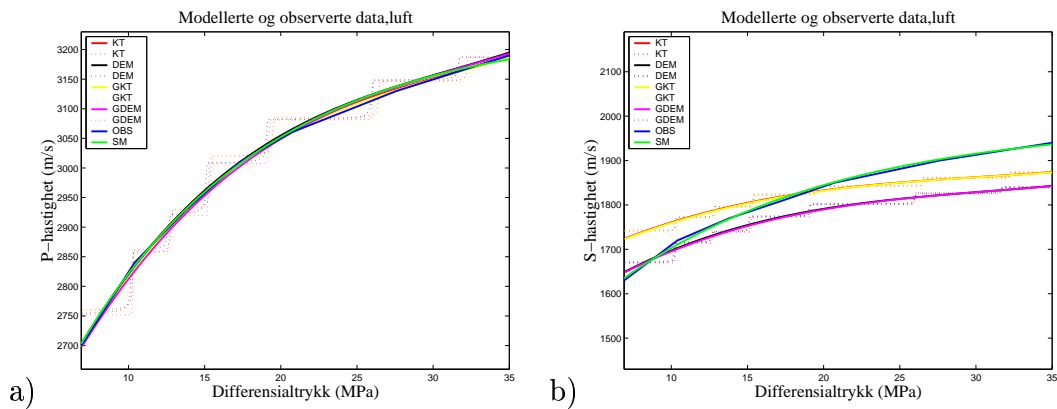 Modellerte og observerte data,luft
3200
3150
3100
3050
3000
2950
2900
2850
2800
2750
2700
P−hastighet (m/s)
KT
KT
DEM
DEM
GKT
GKT
GDEM
GDEM
OBS
SM
10
15
20
25
30
35
Differensialtrykk (MPa)
a)
Modellerte og observerte data,luft
2100
2000
1900
1800
1700
1600
1500
S−hastighet (m/s)
KT
KT
DEM
DEM
GKT
GKT
GDEM
GDEM
OBS
SM
10
15
20
25
30
35
Differensialtrykk (MPa)
b)